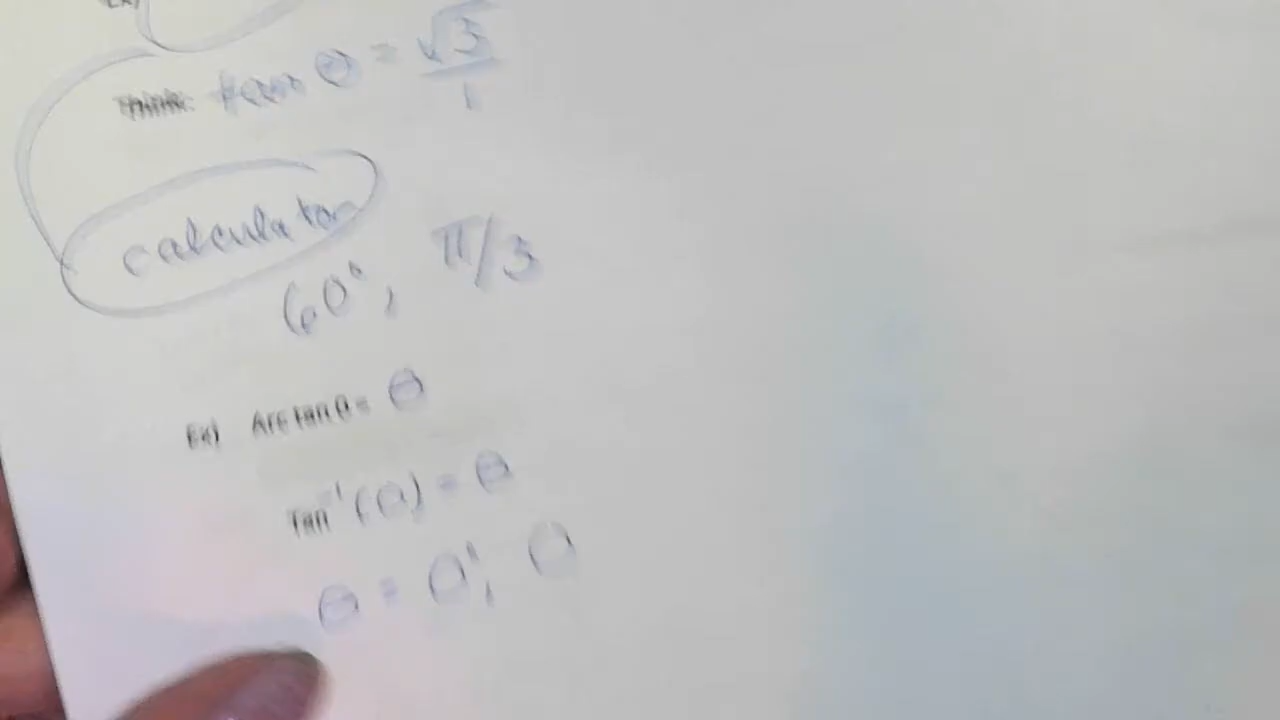 Think: tan θ = √3/1
calculator
60°, π/3
Ex) Arc tan 0 = θ
Tan⁻¹(0) = θ
θ = 0°, 0